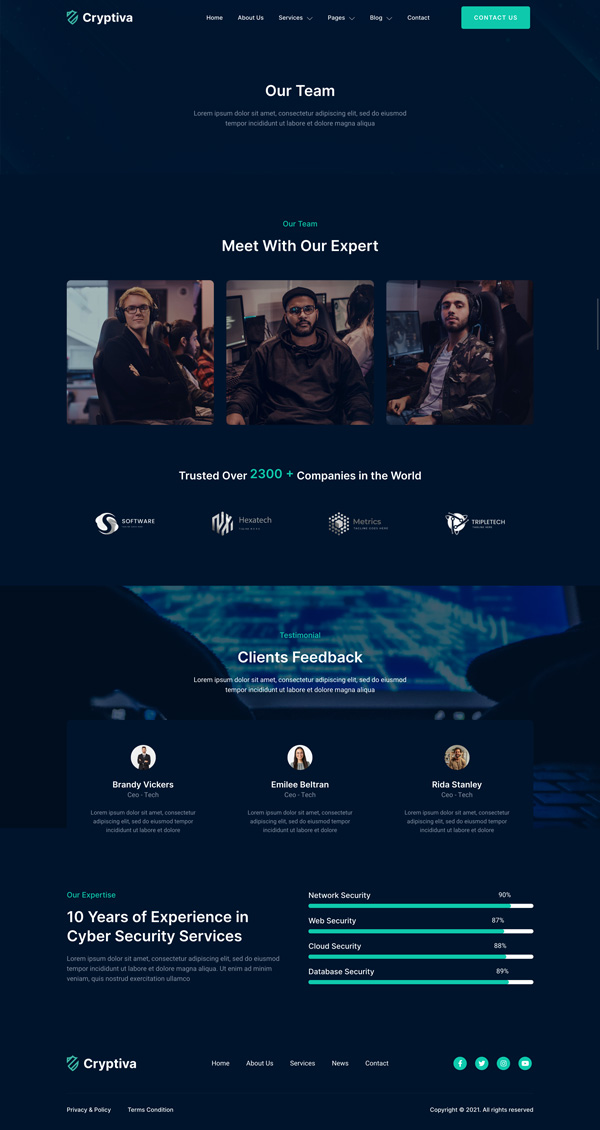 Cryptiva
Home About Us Services Pages Blog Contact
CONTACT US
Our Team
Lorem ipsum dolor sit amet, consectetur adipiscing elit, sed do eiusmod
tempor incididunt ut labore et dolore magna aliqua
Our Team
Meet With Our Expert
Trusted Over 2300 + Companies in the World
SOFTWARE
Hexatech
Metrics
TRIPLETECH
Testimonial
Clients Feedback
Lorem ipsum dolor sit amet, consectetur adipiscing elit, sed do eiusmod
tempor incididunt ut labore et dolore magna aliqua
Brandy Vickers
Ceo - Tech
Lorem ipsum dolor sit amet, consectetur
adipiscing elit, sed do eiusmod tempor
incididunt ut labore et dolore
Emilee Beltran
Ceo - Tech
Lorem ipsum dolor sit amet, consectetur
adipiscing elit, sed do eiusmod tempor
incididunt ut labore et dolore
Rida Stanley
Ceo - Tech
Lorem ipsum dolor sit amet, consectetur
adipiscing elit, sed do eiusmod tempor
incididunt ut labore et dolore
Our Expertise
10 Years of Experience in
Cyber Security Services
Lorem ipsum dolor sit amet, consectetur adipiscing elit, sed do eiusmod
tempor incididunt ut labore et dolore magna aliqua. Ut enim ad minim
veniam, quis nostrud exercitation ullamco
Network Security 90%
Web Security 87%
Cloud Security 88%
Database Security 89%
Cryptiva
Home About Us Services News Contact
Privacy & Policy Terms Condition
Copyright © 2021. All rights reserved